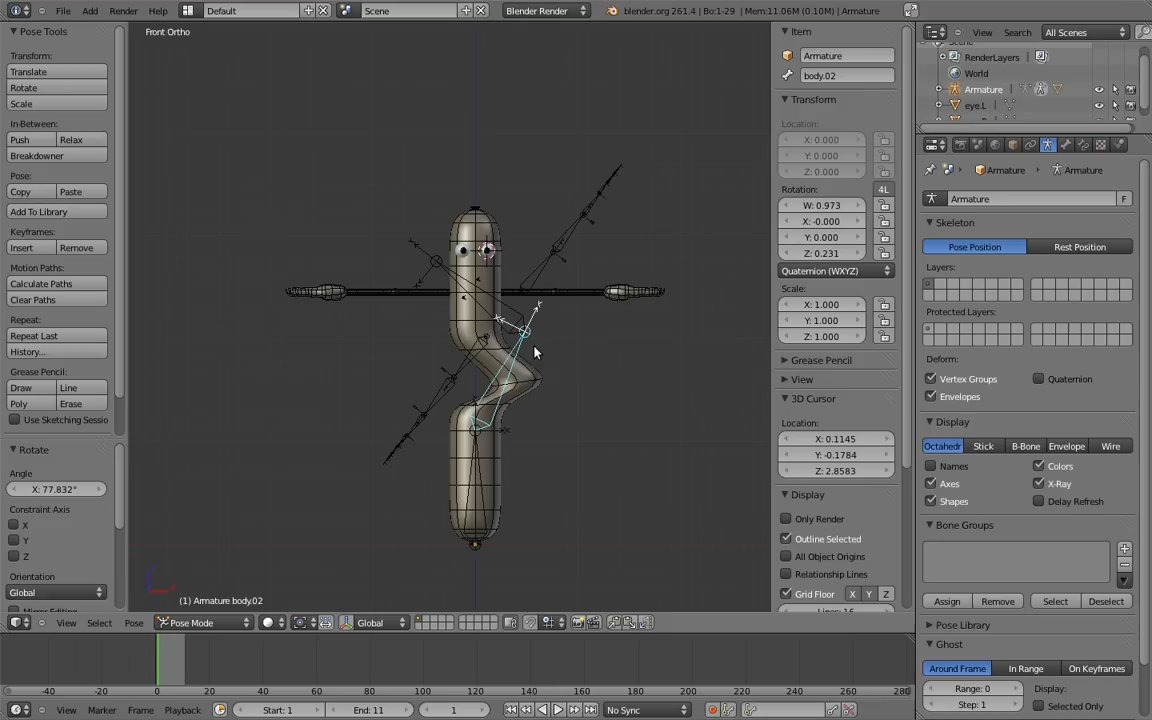 File Add Render Help Default Scene Blender Render blender.org 261.4 | Bo:1-29 | Mem:11.06M (0.10M) | Armature
Pose Tools
Transform:
Translate
Rotate
Scale
In-Between:
Push Relax
Breakdowner
Pose:
Copy Paste
Add To Library
Keyframes:
Insert Remove
Motion Paths:
Calculate Paths
Clear Paths
Repeat:
Repeat Last
History...
Grease Pencil:
Draw Line
Poly Erase
Use Sketching Sessio
Rotate
Angle
X: 77.832°
Constraint Axis
X
Y
Z
Orientation
Global
Front Ortho
(1) Armature body.02
Item
Armature
body.02
Transform
Location:
X: 0.000
Y: 0.000
Z: 0.000
Rotation: 4L
W: 0.973
X: -0.000
Y: 0.000
Z: 0.231
Quaternion (WXYZ)
Scale:
X: 1.000
Y: 1.000
Z: 1.000
Grease Pencil
View
3D Cursor
Location:
X: 0.1145
Y: -0.1784
Z: 2.8583
Display
Only Render
Outline Selected
All Object Origins
Relationship Lines
Grid Floor X Y Z
View Search All Scenes
RenderLayers
World
Armature
eye.L
Armature Armature
Armature F
Skeleton
Pose Position Rest Position
Layers:
Protected Layers:
Deform:
Vertex Groups Quaternion
Envelopes
Display
Octahedr Stick B-Bone Envelope Wire
Names Colors
Axes X-Ray
Shapes Delay Refresh
Bone Groups
Assign Remove Select Deselect
Pose Library
Ghost
Around Frame In Range On Keyframes
Range: 0 Display:
Step: 1 Selected Only
View Select Pose Pose Mode Global
-40 -20 0 20 40 60 80 100 120 140 160 180 200 220 240 260 280
View Marker Frame Playback Start: 1 End: 11 1 No Sync